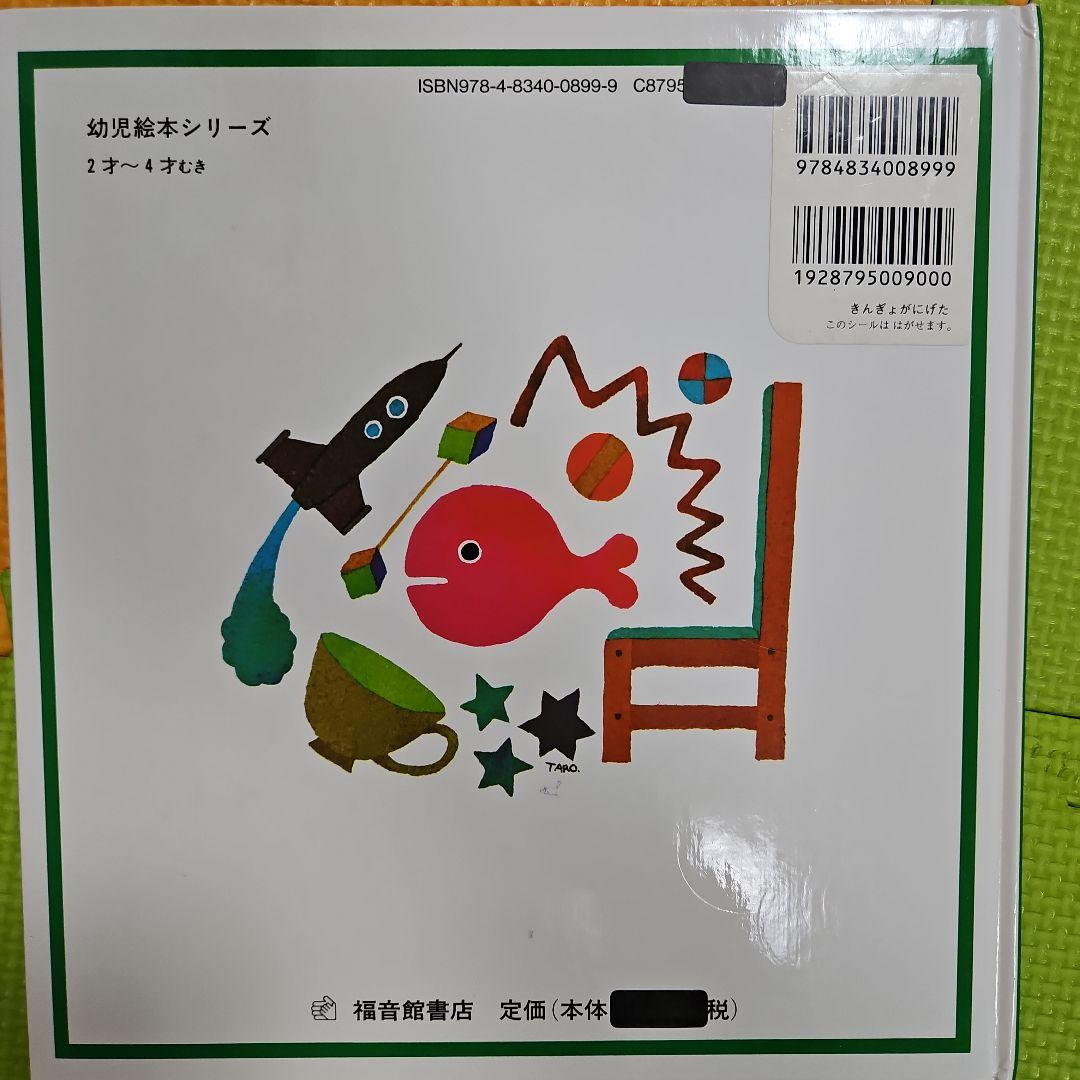 ISBN978-4-8340-0899-9 C8795
幼児絵本シリーズ
2才〜4才むき
9784834008999
1928795009000
きんぎょがにげた
このシールは はがせます。
TARO.
福音館書店 定価(本体 税)